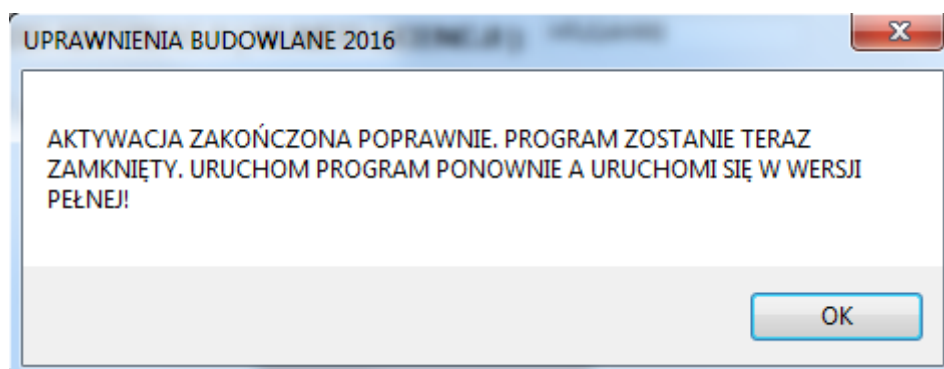 UPRAWNIENIA BUDOWLANE 2016
AKTYWACJA ZAKOŃCZONA POPRAWNIE. PROGRAM ZOSTANIE TERAZ
ZAMKNIĘTY. URUCHOM PROGRAM PONOWNIE A URUCHOMI SIĘ W WERSJI
PEŁNEJ!
OK